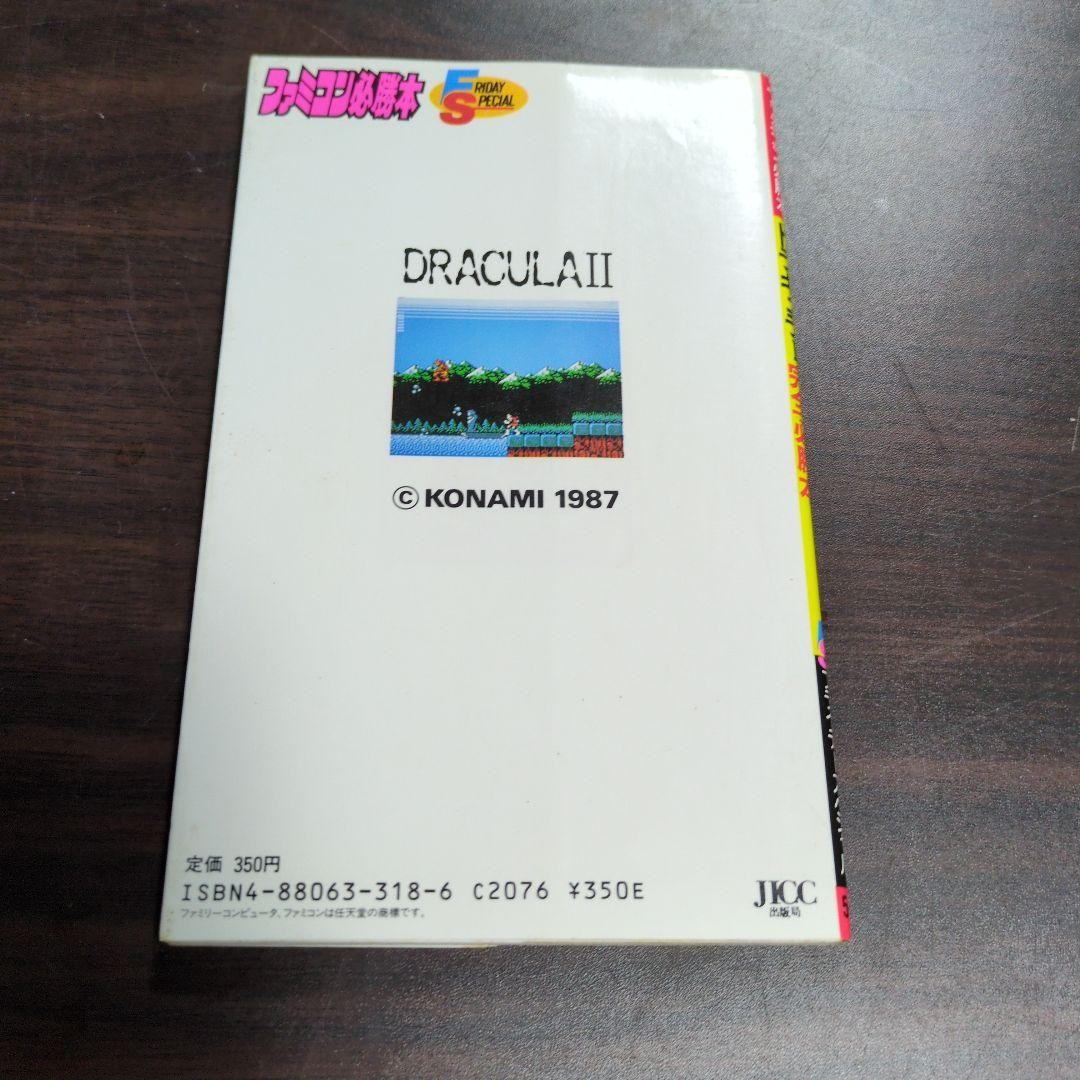 ファミコン必勝本
FRIDAY
SPECIAL
DRACULA II
© KONAMI 1987
定価 350円
ISBN4-88063-318-6 C2076 ¥350E
ファミリーコンピュータ、ファミコンは任天堂の商標です。
JICC
出版局